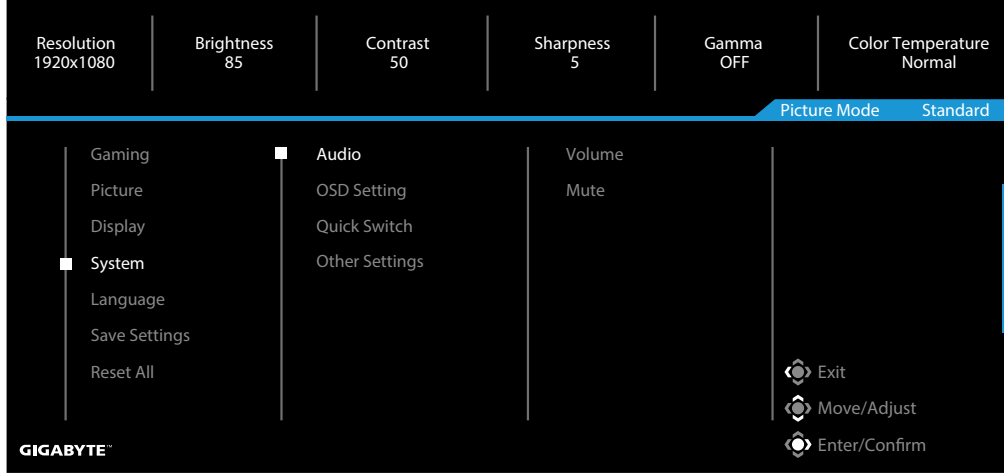 Resolution
1920x1080
Brightness
85
Contrast
50
Sharpness
5
Gamma
OFF
Color Temperature
Normal
Picture Mode Standard
Gaming
Picture
Display
System
Language
Save Settings
Reset All
Audio
OSD Setting
Quick Switch
Other Settings
Volume
Mute
Exit
Move/Adjust
Enter/Confirm
GIGABYTE™